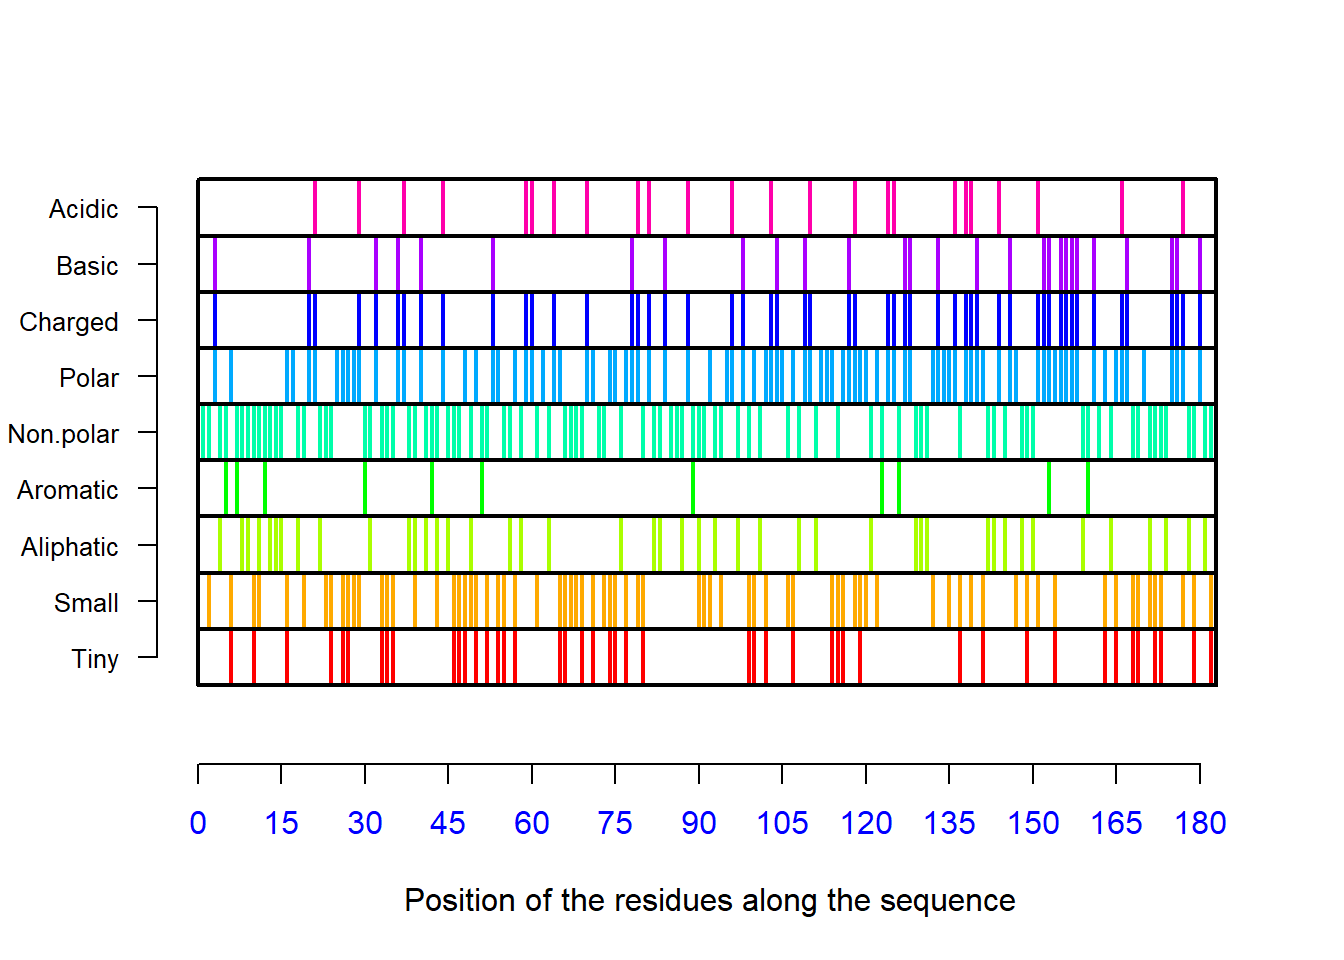 Acidic
Basic
Charged
Polar
Non.polar
Aromatic
Aliphatic
Small
Tiny
0 15 30 45 60 75 90 105 120 135 150 165 180
Position of the residues along the sequence